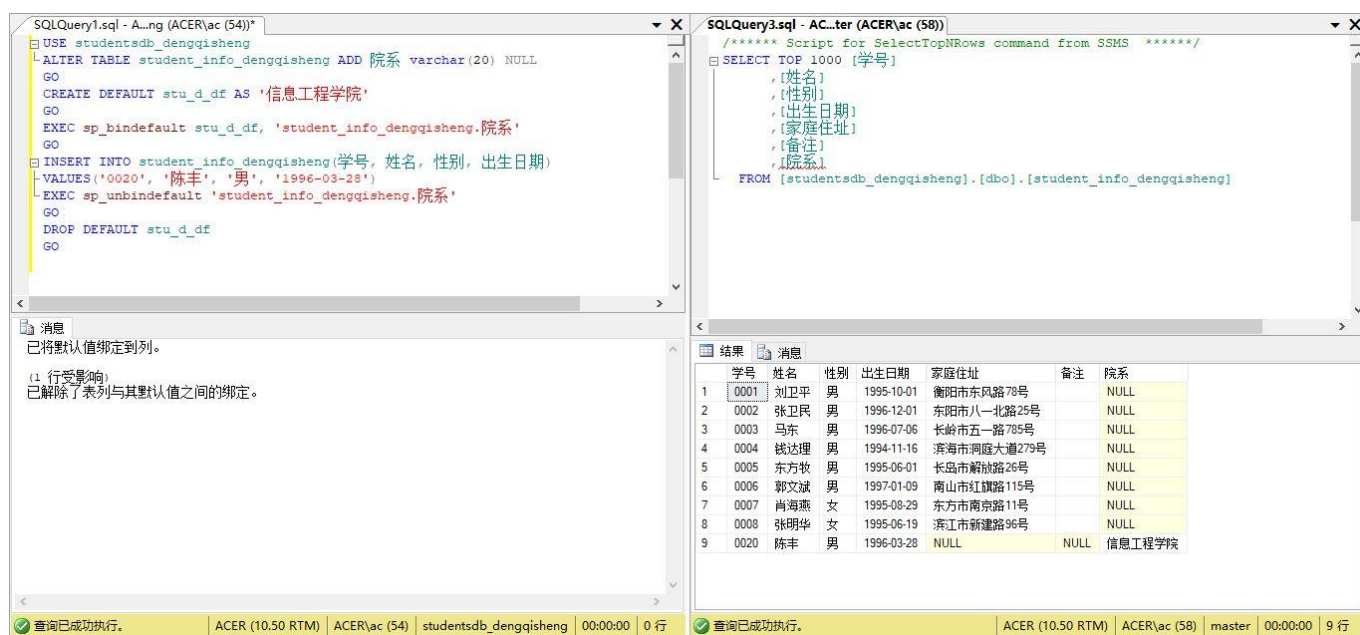 SQLQuery1.sql - A...ng (ACER\ac (54))*
USE studentsdb_dengqisheng
ALTER TABLE student_info_dengqisheng ADD 院系 varchar(20) NULL
GO
CREATE DEFAULT stu_d_df AS '信息工程学院'
GO
EXEC sp_bindefault stu_d_df, 'student_info_dengqisheng.院系'
GO
INSERT INTO student_info_dengqisheng(学号, 姓名, 性别, 出生日期)
VALUES('0020', '陈丰', '男', '1996-03-28')
EXEC sp_unbindefault 'student_info_dengqisheng.院系'
GO
DROP DEFAULT stu_d_df
GO
消息
已将默认值绑定到列。
(1 行受影响)
已解除了表列与其默认值之间的绑定。
查询已成功执行。 ACER (10.50 RTM) ACER\ac (54) studentsdb_dengqisheng 00:00:00 0 行
SQLQuery3.sql - AC...ter (ACER\ac (58))
/****** Script for SelectTopNRows command from SSMS ******/
SELECT TOP 1000 [学号]
,[姓名]
,[性别]
,[出生日期]
,[家庭住址]
,[备注]
,[院系]
FROM [studentsdb_dengqisheng].[dbo].[student_info_dengqisheng]
结果 消息
学号 姓名 性别 出生日期 家庭住址 备注 院系
1 0001 刘卫平 男 1995-10-01 衡阳市东风路78号 NULL
2 0002 张卫民 男 1996-12-01 东阳市八一北路25号 NULL
3 0003 马东 男 1996-07-06 长岭市五一路785号 NULL
4 0004 钱达理 男 1994-11-16 滨海市洞庭大道279号 NULL
5 0005 东方牧 男 1995-06-01 长岛市解放路26号 NULL
6 0006 郭文斌 男 1997-01-09 南山市红旗路115号 NULL
7 0007 肖海燕 女 1995-08-29 东方市南京路11号 NULL
8 0008 张明华 女 1995-06-19 滨江市新建路96号 NULL
9 0020 陈丰 男 1996-03-28 NULL NULL 信息工程学院
查询已成功执行。 ACER (10.50 RTM) ACER\ac (58) master 00:00:00 9 行